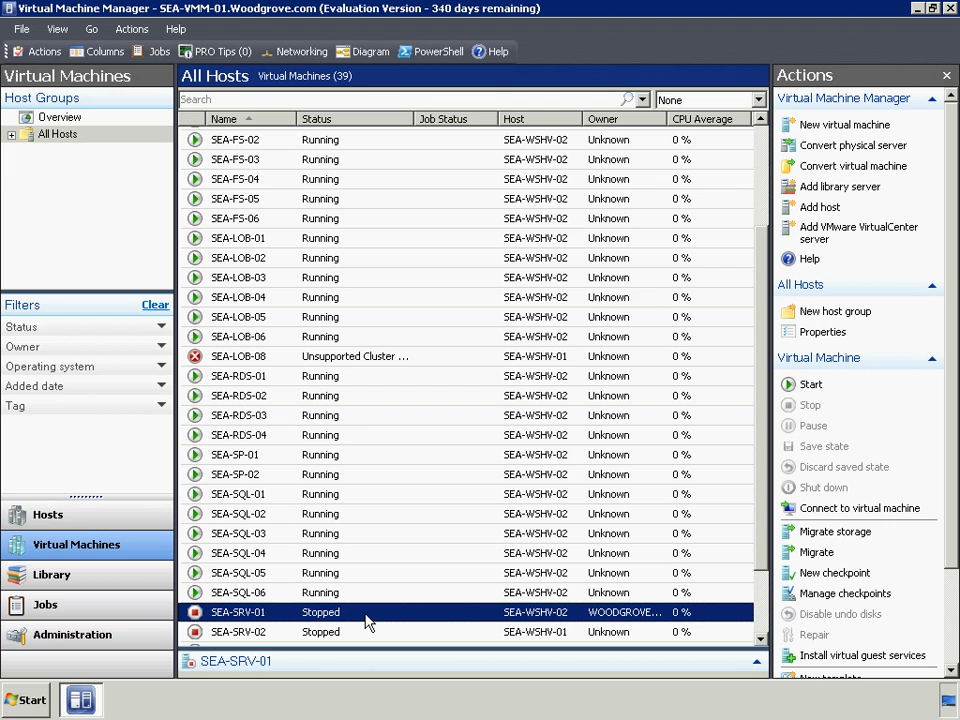 Virtual Machine Manager - SEA-VMM-01.Woodgrove.com (Evaluation Version - 340 days remaining)
File View Go Actions Help
Actions Columns Jobs PRO Tips (0) Networking Diagram PowerShell Help
Virtual Machines
Host Groups
Overview
All Hosts
Filters Clear
Status
Owner
Operating system
Added date
Tag
Hosts
Virtual Machines
Library
Jobs
Administration
All Hosts Virtual Machines (39)
Search None
Name Status Job Status Host Owner CPU Average
SEA-FS-02 Running SEA-WSHV-02 Unknown 0 %
SEA-FS-03 Running SEA-WSHV-02 Unknown 0 %
SEA-FS-04 Running SEA-WSHV-02 Unknown 0 %
SEA-FS-05 Running SEA-WSHV-02 Unknown 0 %
SEA-FS-06 Running SEA-WSHV-02 Unknown 0 %
SEA-LOB-01 Running SEA-WSHV-02 Unknown 0 %
SEA-LOB-02 Running SEA-WSHV-02 Unknown 0 %
SEA-LOB-03 Running SEA-WSHV-02 Unknown 0 %
SEA-LOB-04 Running SEA-WSHV-02 Unknown 0 %
SEA-LOB-05 Running SEA-WSHV-02 Unknown 0 %
SEA-LOB-06 Running SEA-WSHV-02 Unknown 0 %
SEA-LOB-08 Unsupported Cluster ... SEA-WSHV-01 Unknown 0 %
SEA-RDS-01 Running SEA-WSHV-02 Unknown 0 %
SEA-RDS-02 Running SEA-WSHV-02 Unknown 0 %
SEA-RDS-03 Running SEA-WSHV-02 Unknown 0 %
SEA-RDS-04 Running SEA-WSHV-02 Unknown 0 %
SEA-SP-01 Running SEA-WSHV-02 Unknown 0 %
SEA-SP-02 Running SEA-WSHV-02 Unknown 0 %
SEA-SQL-01 Running SEA-WSHV-02 Unknown 0 %
SEA-SQL-02 Running SEA-WSHV-02 Unknown 0 %
SEA-SQL-03 Running SEA-WSHV-02 Unknown 0 %
SEA-SQL-04 Running SEA-WSHV-02 Unknown 0 %
SEA-SQL-05 Running SEA-WSHV-02 Unknown 0 %
SEA-SQL-06 Running SEA-WSHV-02 Unknown 0 %
SEA-SRV-01 Stopped SEA-WSHV-02 WOODGROVE... 0 %
SEA-SRV-02 Stopped SEA-WSHV-01 Unknown 0 %
SEA-SRV-01
Actions
Virtual Machine Manager
New virtual machine
Convert physical server
Convert virtual machine
Add library server
Add host
Add VMware VirtualCenter
server
Help
All Hosts
New host group
Properties
Virtual Machine
Start
Stop
Pause
Save state
Discard saved state
Shut down
Connect to virtual machine
Migrate storage
Migrate
New checkpoint
Manage checkpoints
Disable undo disks
Repair
Install virtual guest services
New template
Start